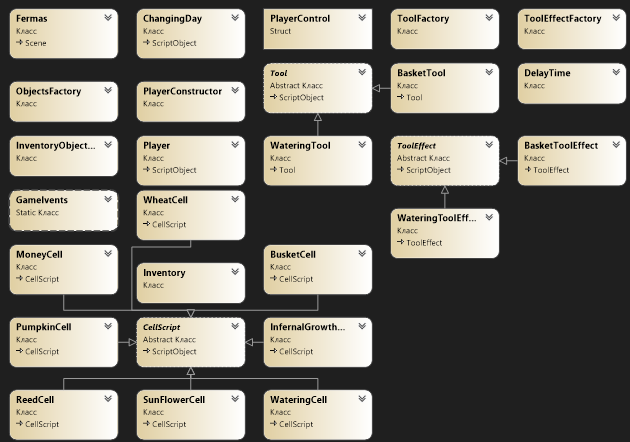 Fermas
Класс
Scene
ChangingDay
Класс
ScriptObject
PlayerControl
Struct
ToolFactory
Класс
ToolEffectFactory
Класс
ObjectsFactory
Класс
PlayerConstructor
Класс
Tool
Abstract Класс
ScriptObject
BasketTool
Класс
Tool
DelayTime
Класс
InventoryObject...
Класс
Player
Класс
ScriptObject
WateringTool
Класс
Tool
ToolEffect
Abstract Класс
ScriptObject
BasketToolEffect
Класс
ToolEffect
GameIvents
Static Класс
WheatCell
Класс
CellScript
WateringToolEff...
Класс
ToolEffect
MoneyCell
Класс
CellScript
Inventory
Класс
BusketCell
Класс
CellScript
PumpkinCell
Класс
CellScript
CellScript
Abstract Класс
ScriptObject
InfernalGrowth...
Класс
CellScript
ReedCell
Класс
CellScript
SunFlowerCell
Класс
CellScript
WateringCell
Класс
CellScript